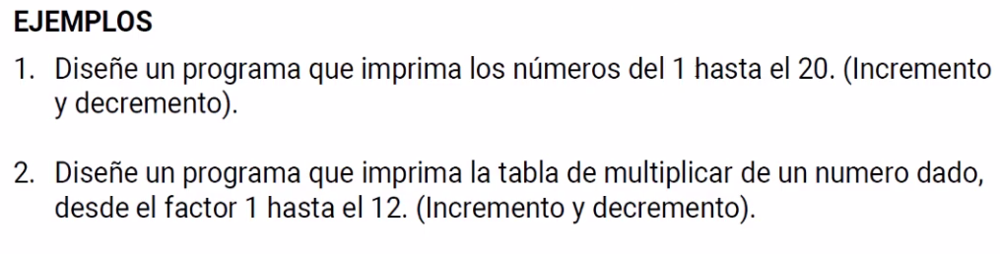 EJEMPLOS
1. Diseñe un programa que imprima los números del 1 hasta el 20. (Incremento
y decremento).
2. Diseñe un programa que imprima la tabla de multiplicar de un numero dado,
desde el factor 1 hasta el 12. (Incremento y decremento).